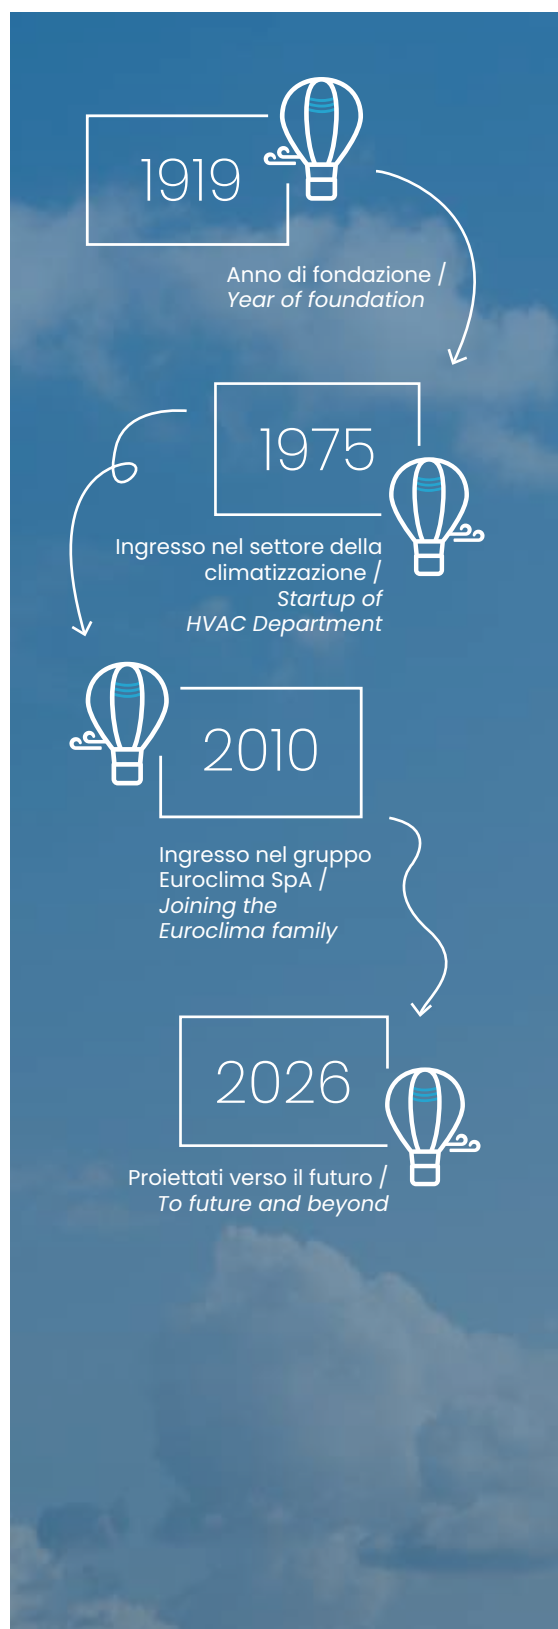 1919
Anno di fondazione /
Year of foundation
1975
Ingresso nel settore della
climatizzazione /
Startup of
HVAC Department
2010
Ingresso nel gruppo
Euroclima SpA /
Joining the
Euroclima family
2026
Proiettati verso il futuro /
To future and beyond